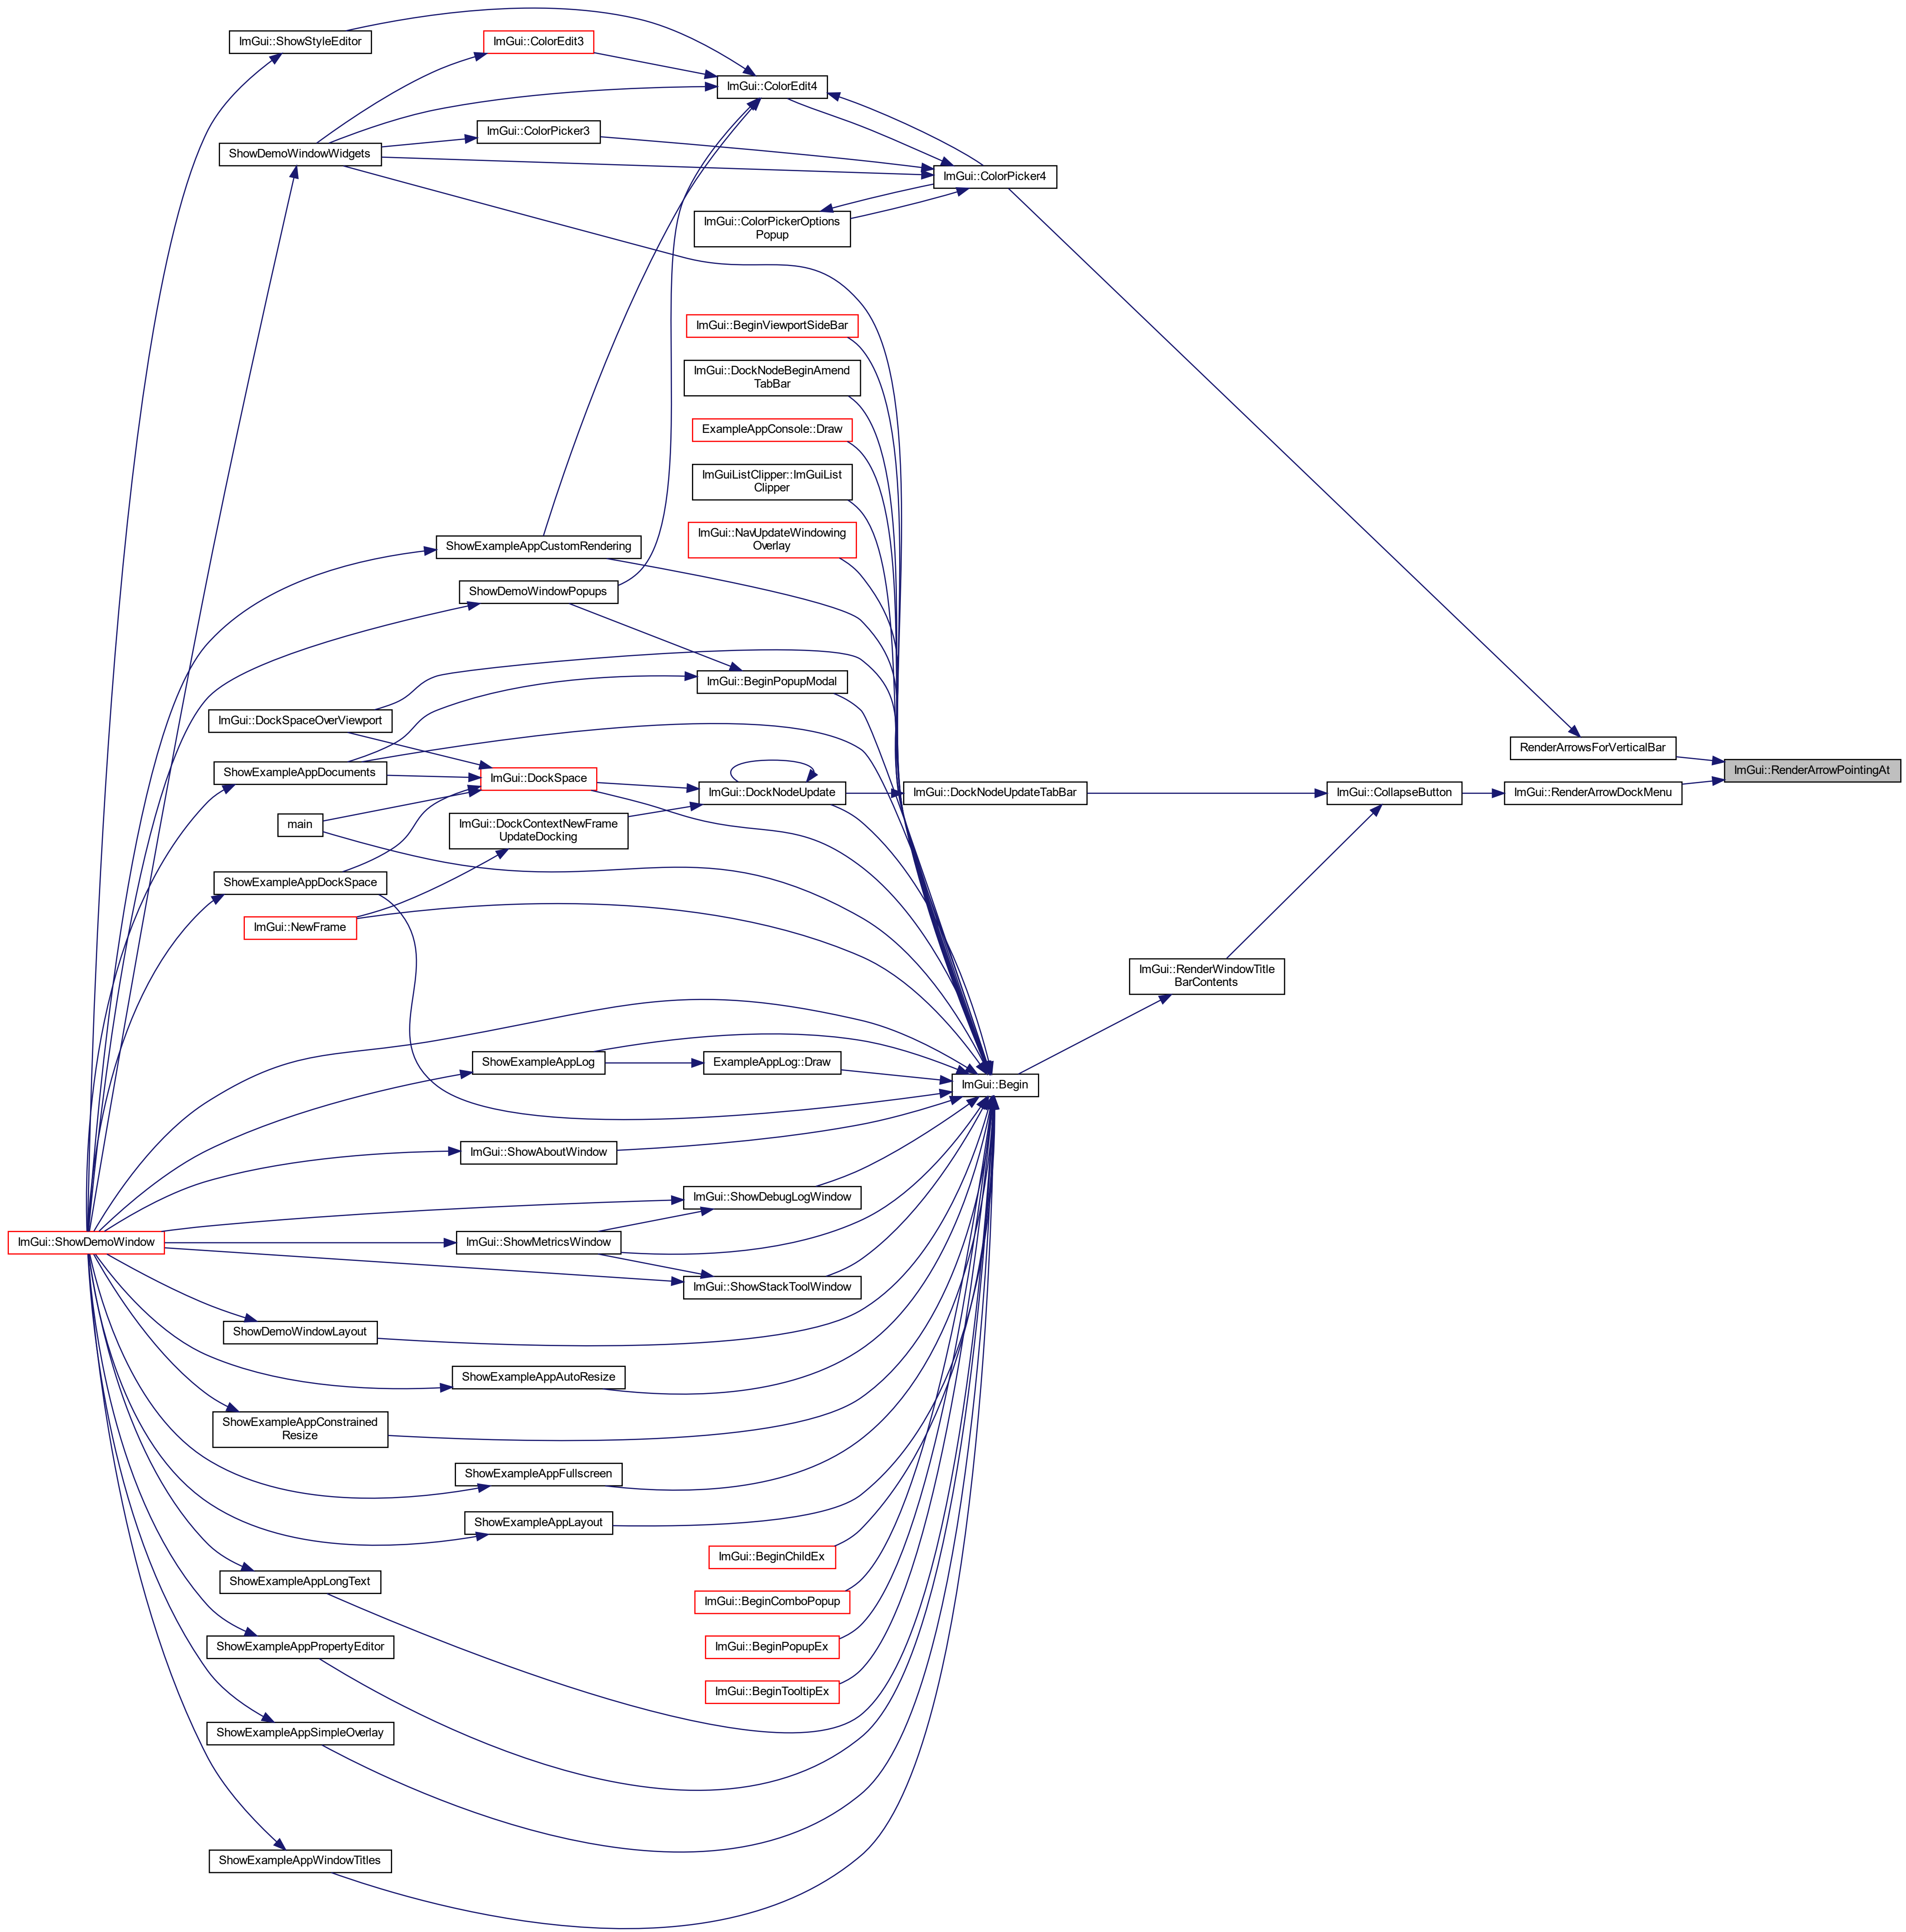 ImGui::ShowStyleEditor
ImGui::ColorEdit3
ImGui::ColorEdit4
ImGui::ColorPicker3
ShowDemoWindowWidgets
ImGui::ColorPicker4
ImGui::ColorPickerOptions
Popup
ImGui::BeginViewportSideBar
ImGui::DockNodeBeginAmend
TabBar
ExampleAppConsole::Draw
ImGuiListClipper::ImGuiList
Clipper
ImGui::NavUpdateWindowing
Overlay
ShowExampleAppCustomRendering
ShowDemoWindowPopups
ImGui::BeginPopupModal
ImGui::DockSpaceOverViewport
RenderArrowsForVerticalBar
ShowExampleAppDocuments
ImGui::DockSpace
ImGui::RenderArrowPointingAt
ImGui::DockNodeUpdate
ImGui::DockNodeUpdateTabBar
ImGui::CollapseButton
ImGui::RenderArrowDockMenu
main
ImGui::DockContextNewFrame
UpdateDocking
ShowExampleAppDockSpace
ImGui::NewFrame
ImGui::RenderWindowTitle
BarContents
ShowExampleAppLog
ExampleAppLog::Draw
ImGui::Begin
ImGui::ShowAboutWindow
ImGui::ShowDebugLogWindow
ImGui::ShowDemoWindow
ImGui::ShowMetricsWindow
ImGui::ShowStackToolWindow
ShowDemoWindowLayout
ShowExampleAppAutoResize
ShowExampleAppConstrained
Resize
ShowExampleAppFullscreen
ShowExampleAppLayout
ImGui::BeginChildEx
ShowExampleAppLongText
ImGui::BeginComboPopup
ShowExampleAppPropertyEditor
ImGui::BeginPopupEx
ImGui::BeginTooltipEx
ShowExampleAppSimpleOverlay
ShowExampleAppWindowTitles